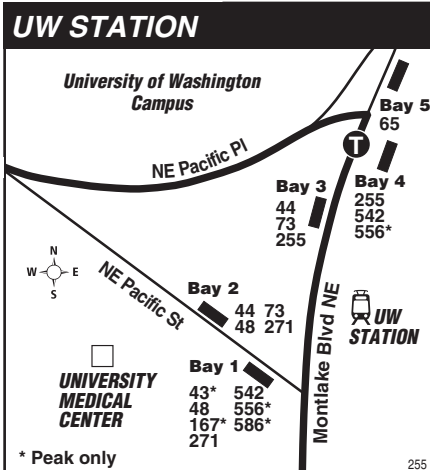 UW STATION
University of Washington
Campus
Bay 5
65
T
NE Pacific Pl
Bay 4
255
542
556*
Bay 3
44
73
255
N
W E
S
NE Pacific St
Bay 2
44 73
48 271
Montlake Blvd NE
UW
STATION
Bay 1
43* 542
48 556*
167* 586*
271
UNIVERSITY
MEDICAL
CENTER
* Peak only
255